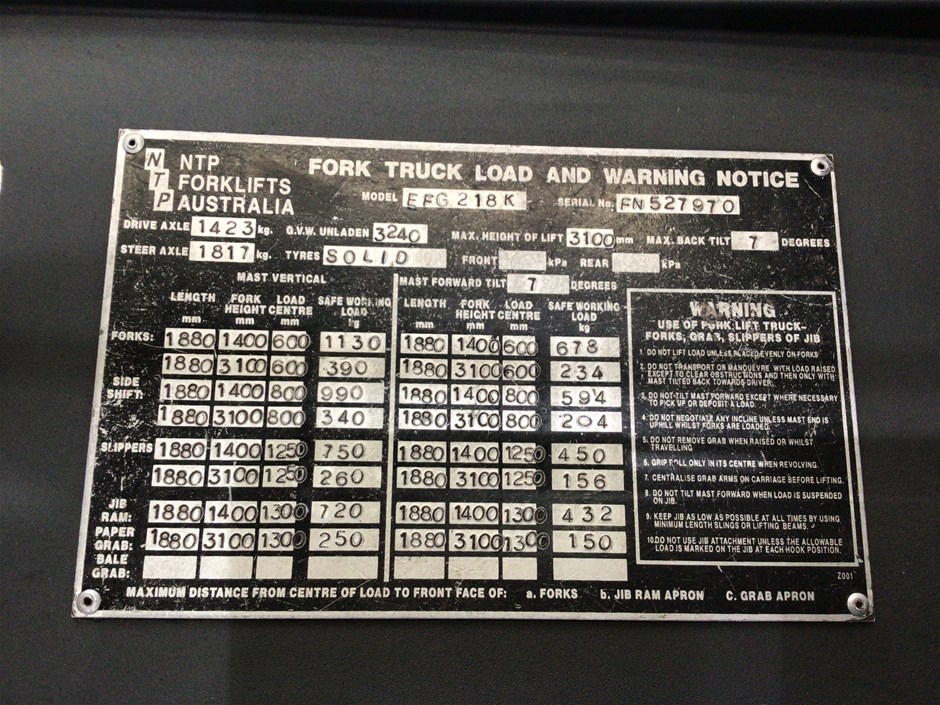 NTP
NTP FORKLIFTS AUSTRALIA
FORK TRUCK LOAD AND WARNING NOTICE
MODEL EFG 218K SERIAL No. FN 527970
DRIVE AXLE 1423 kg. G.V.W. UNLADEN 3240 MAX. HEIGHT OF LIFT 3100 mm MAX. BACK TILT 7 DEGREES
STEER AXLE 1817 kg. TYRES SOLID FRONT kPa REAR kPa
MAST VERTICAL
MAST FORWARD TILT 7 DEGREES
LENGTH mm FORK HEIGHT mm LOAD CENTRE mm SAFE WORKING LOAD kg LENGTH mm FORK HEIGHT mm LOAD CENTRE mm SAFE WORKING LOAD kg
FORKS: 1880 1400 600 1130 1880 1400 600 678
1880 3100 600 390 1880 3100 600 234
SIDE SHIFT: 1880 1400 800 990 1880 1400 800 594
1880 3100 800 340 1880 3100 800 204
SLIPPERS 1880 1400 1250 750 1880 1400 1250 450
1880 3100 1250 260 1880 3100 1250 156
JIB RAM: 1880 1400 1300 720 1880 1400 1300 432
PAPER GRAB: 1880 3100 1300 250 1880 3100 1300 150
BALE GRAB:
WARNING
USE OF FORK LIFT TRUCK-
FORKS, GRAB, SLIPPERS OF JIB
1. DO NOT LIFT LOAD UNLESS PLACED EVENLY ON FORKS
2. DO NOT TRANSPORT OR MANOUEVRE WITH LOAD RAISED
EXCEPT TO CLEAR OBSTRUCTIONS AND THEN ONLY WITH
MAST TILTED BACK TOWARDS DRIVER.
3. DO NOT TILT MAST FORWARD EXCEPT WHERE NECESSARY
TO PICK UP OR DEPOSIT A LOAD.
4. DO NOT NEGOTIATE ANY INCLINE UNLESS MAST END IS
UPHILL WHILST FORKS ARE LOADED.
5. DO NOT REMOVE GRAB WHEN RAISED OR WHILST
TRAVELLING
6. GRIP ROLL ONLY IN ITS CENTRE WHEN REVOLVING.
7. CENTRALISE GRAB ARMS ON CARRIAGE BEFORE LIFTING.
8. DO NOT TILT MAST FORWARD WHEN LOAD IS SUSPENDED
ON JIB.
9. KEEP JIB AS LOW AS POSSIBLE AT ALL TIMES BY USING
MINIMUM LENGTH SLINGS OR LIFTING BEAMS.
10.DO NOT USE JIB ATTACHMENT UNLESS THE ALLOWABLE
LOAD IS MARKED ON THE JIB AT EACH HOOK POSITION.
Z001
MAXIMUM DISTANCE FROM CENTRE OF LOAD TO FRONT FACE OF: a. FORKS b. JIB RAM APRON C. GRAB APRON